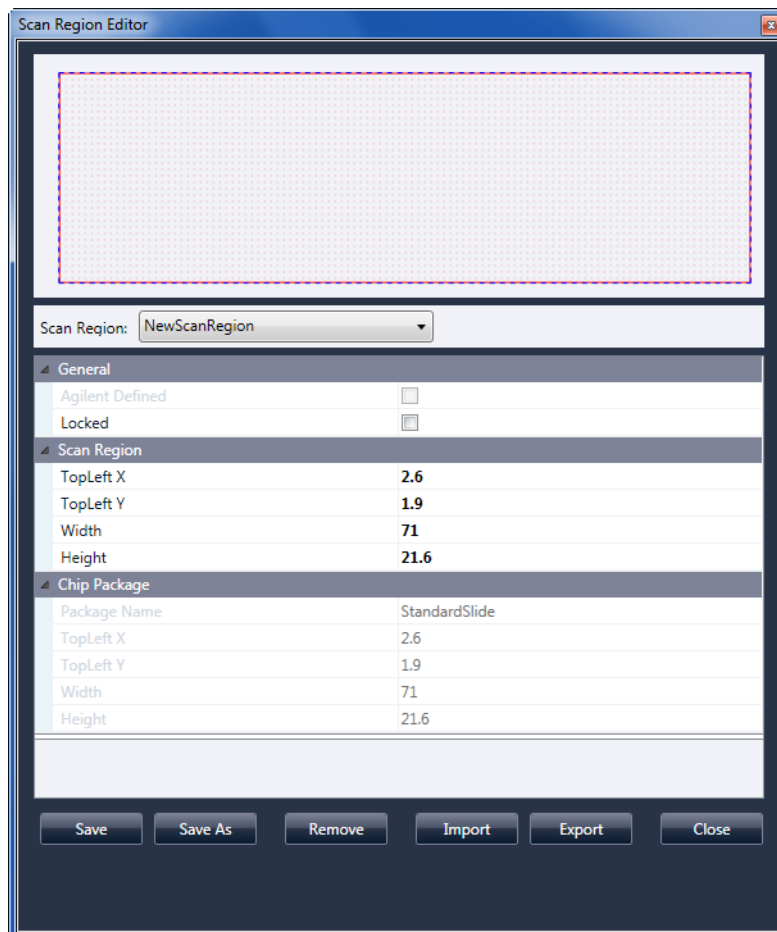 Scan Region Editor
Scan Region: NewScanRegion
General
Agilent Defined
Locked
Scan Region
TopLeft X 2.6
TopLeft Y 1.9
Width 71
Height 21.6
Chip Package
Package Name StandardSlide
TopLeft X 2.6
TopLeft Y 1.9
Width 71
Height 21.6
Save Save As Remove Import Export Close